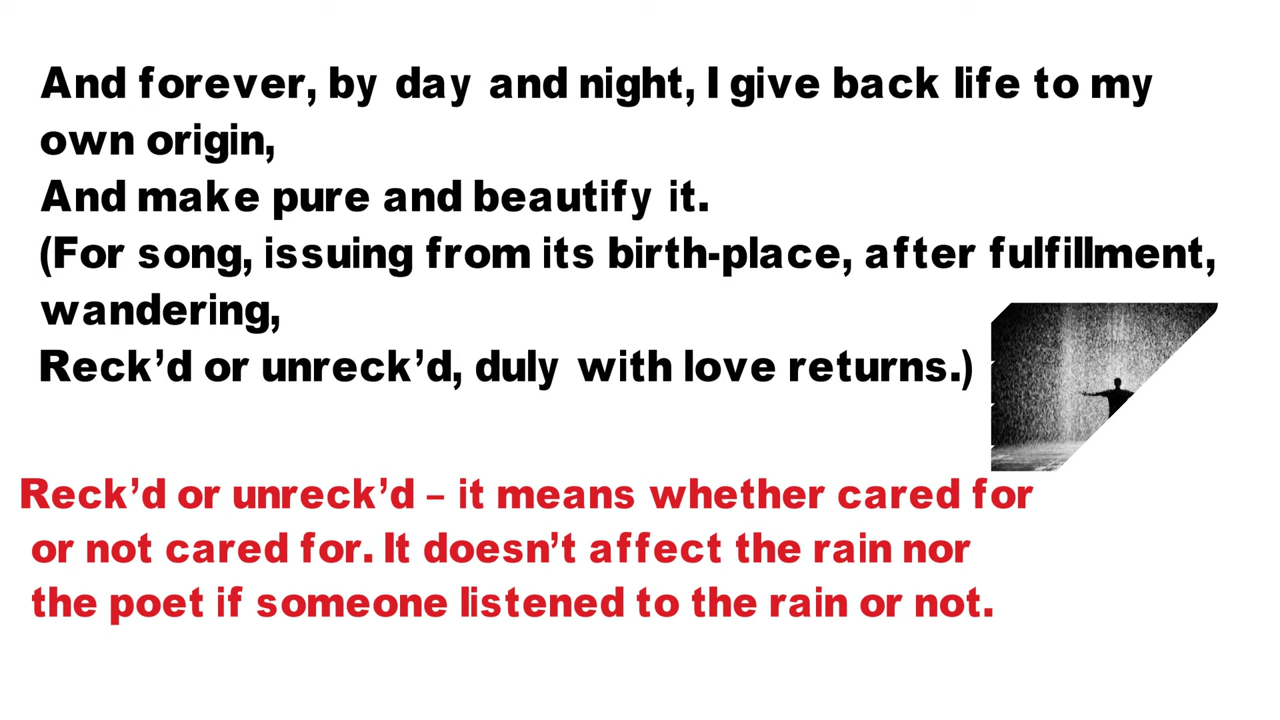 And forever, by day and night, I give back life to my
own origin,
And make pure and beautify it.
(For song, issuing from its birth-place, after fulfillment,
wandering,
Reck’d or unreck’d, duly with love returns.)
Reck’d or unreck’d – it means whether cared for
or not cared for. It doesn’t affect the rain nor
the poet if someone listened to the rain or not.